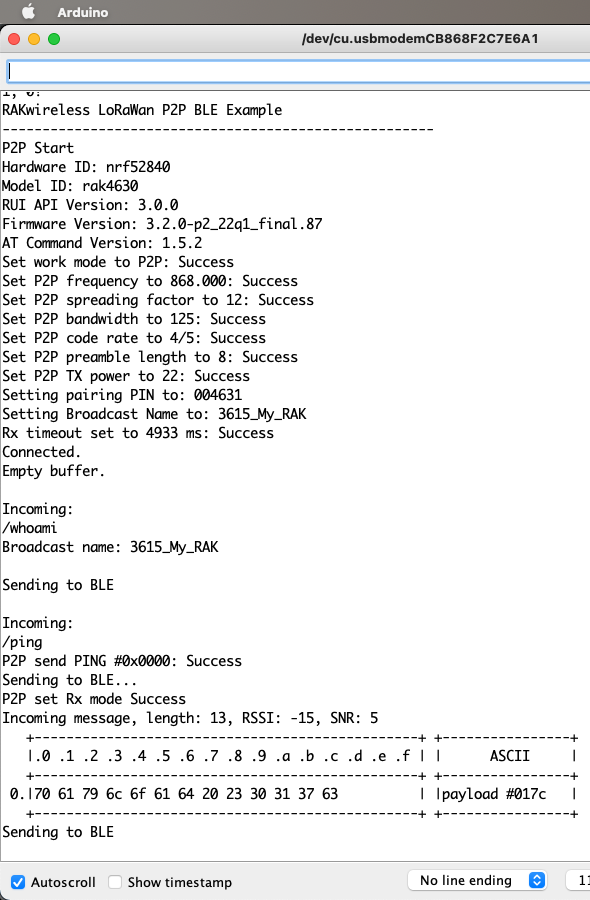 Arduino
/dev/cu.usbmodemCB868F2C7E6A1
RAKwireless LoRaWan P2P BLE Example
------------------------------------------------------
P2P Start
Hardware ID: nrf52840
Model ID: rak4630
RUI API Version: 3.0.0
Firmware Version: 3.2.0-p2_22q1_final.87
AT Command Version: 1.5.2
Set work mode to P2P: Success
Set P2P frequency to 868.000: Success
Set P2P spreading factor to 12: Success
Set P2P bandwidth to 125: Success
Set P2P code rate to 4/5: Success
Set P2P preamble length to 8: Success
Set P2P TX power to 22: Success
Setting pairing PIN to: 004631
Setting Broadcast Name to: 3615_My_RAK
Rx timeout set to 4933 ms: Success
Connected.
Empty buffer.
Incoming:
/whoami
Broadcast name: 3615_My_RAK
Sending to BLE
Incoming:
/ping
P2P send PING #0x0000: Success
Sending to BLE...
P2P set Rx mode Success
Incoming message, length: 13, RSSI: -15, SNR: 5
+------------------------------------------------+ +----------------+
|.0 .1 .2 .3 .4 .5 .6 .7 .8 .9 .a .b .c .d .e .f | |      ASCII     |
+------------------------------------------------+ +----------------+
0.|70 61 79 6c 6f 61 64 20 23 30 31 37 63          | |payload #017c   |
+------------------------------------------------+ +----------------+
Sending to BLE
Autoscroll
Show timestamp
No line ending